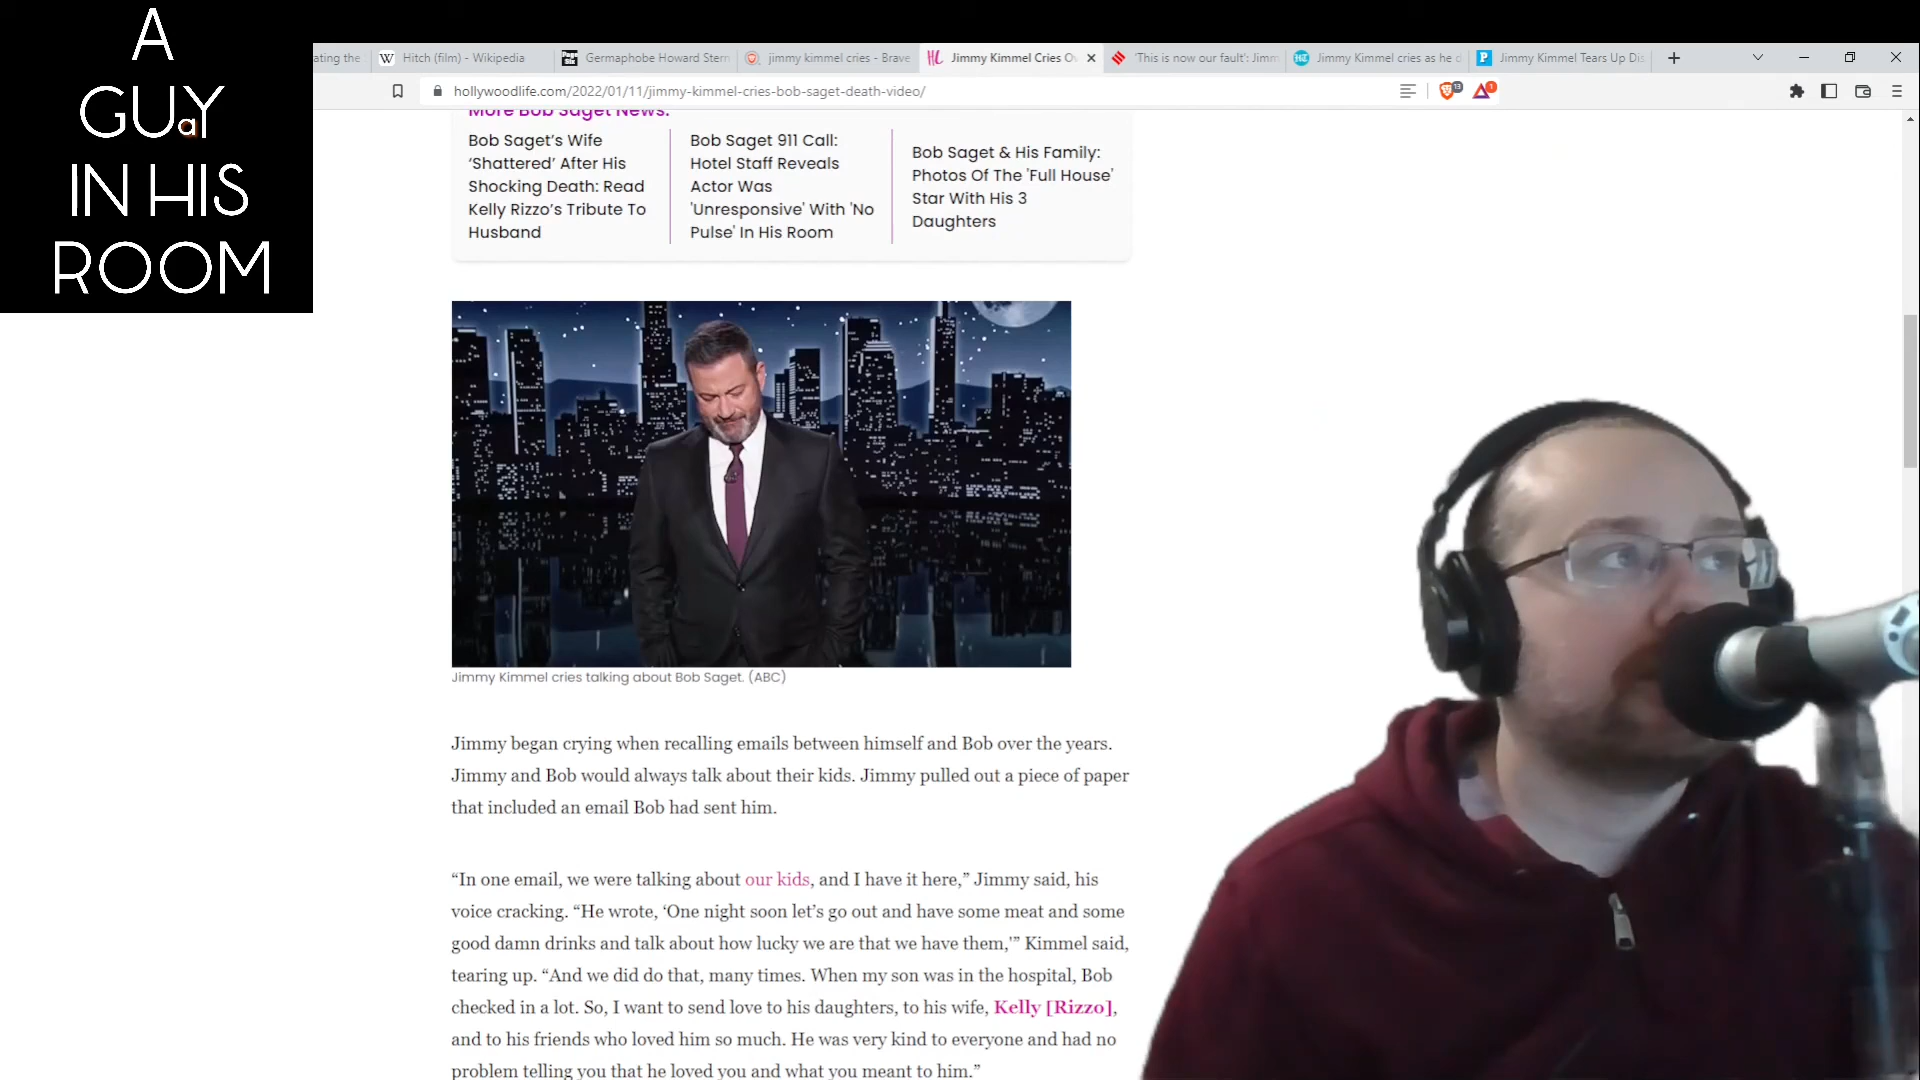 A
GUaY
IN HIS
ROOM
ating the
Hitch (film) - Wikipedia
Germaphobe Howard Stern
jimmy kimmel cries - Brave
Jimmy Kimmel Cries Ov
'This is now our fault': Jimm
Jimmy Kimmel cries as he d
Jimmy Kimmel Tears Up Dis
hollywoodlife.com/2022/01/11/jimmy-kimmel-cries-bob-saget-death-video/
13
1
More Bob Saget News:
Bob Saget’s Wife
‘Shattered’ After His
Shocking Death: Read
Kelly Rizzo’s Tribute To
Husband
Bob Saget 911 Call:
Hotel Staff Reveals
Actor Was
'Unresponsive' With 'No
Pulse' In His Room
Bob Saget & His Family:
Photos Of The 'Full House'
Star With His 3
Daughters
Jimmy Kimmel cries talking about Bob Saget. (ABC)
Jimmy began crying when recalling emails between himself and Bob over the years.
Jimmy and Bob would always talk about their kids. Jimmy pulled out a piece of paper
that included an email Bob had sent him.
“In one email, we were talking about our kids, and I have it here,” Jimmy said, his
voice cracking. “He wrote, ‘One night soon let’s go out and have some meat and some
good damn drinks and talk about how lucky we are that we have them,'” Kimmel said,
tearing up. “And we did do that, many times. When my son was in the hospital, Bob
checked in a lot. So, I want to send love to his daughters, to his wife, Kelly [Rizzo],
and to his friends who loved him so much. He was very kind to everyone and had no
problem telling you that he loved you and what you meant to him.”